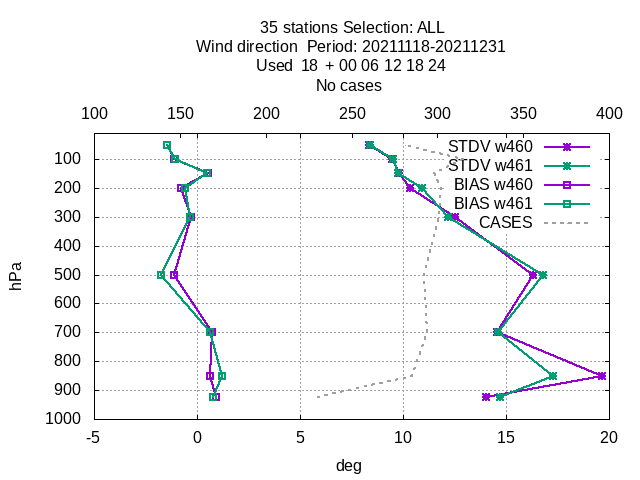 35 stations Selection: ALL
Wind direction  Period: 20211118-20211231
Used  18  + 00 06 12 18 24
No cases
100 150 200 250 300 350 400
STDV w460
STDV w461
BIAS w460
BIAS w461
CASES
hPa
100
200
300
400
500
600
700
800
900
1000
-5 0 5 10 15 20
deg